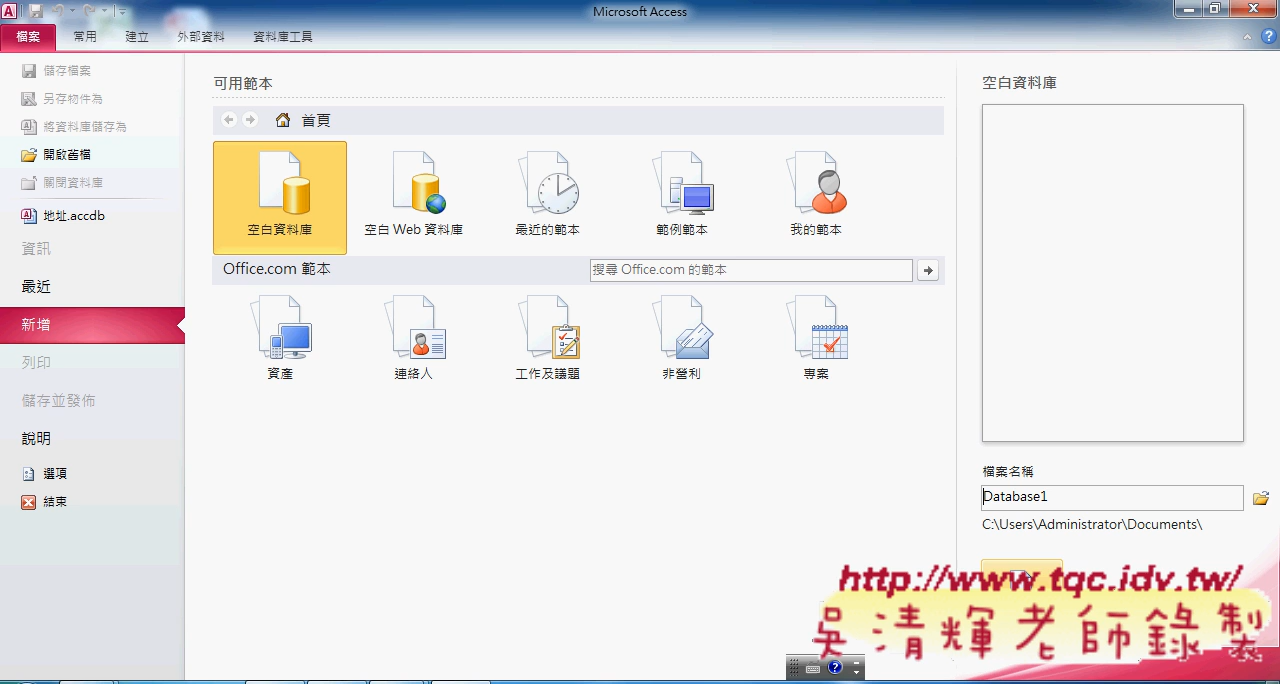 Microsoft Access
檔案 常用 建立 外部資料 資料庫工具
儲存檔案
另存物件為
將資料庫儲存為
開啟舊檔
關閉資料庫
地址.accdb
資訊
最近
新增
列印
儲存並發佈
說明
選項
結束
可用範本
首頁
空白資料庫 空白 Web 資料庫 最近的範本 範例範本 我的範本
Office.com 範本 搜尋 Office.com 的範本
資產 連絡人 工作及議題 非營利 專案
空白資料庫
檔案名稱
Database1
C:\Users\Administrator\Documents\
http://www.tqc.idv.tw/
吳清輝老師錄製